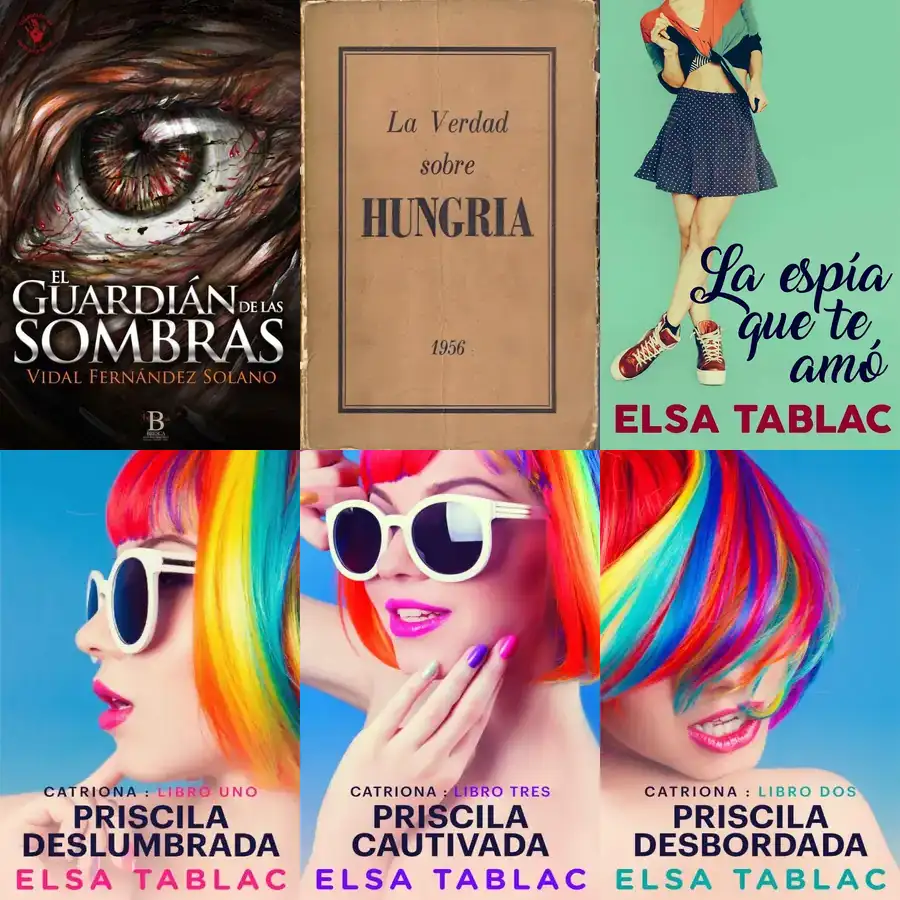 EL
GUARDIÁN DE LAS
SOMBRAS
VIDAL FERNÁNDEZ SOLANO
B
La Verdad
sobre
HUNGRIA
1956
La espía
que te
amó
ELSA TABLAC
CATRIONA : LIBRO UNO
PRISCILA
DESLUMBRADA
ELSA TABLAC
CATRIONA : LIBRO TRES
PRISCILA
CAUTIVADA
ELSA TABLAC
CATRIONA : LIBRO DOS
PRISCILA
DESBORDADA
ELSA TABLAC